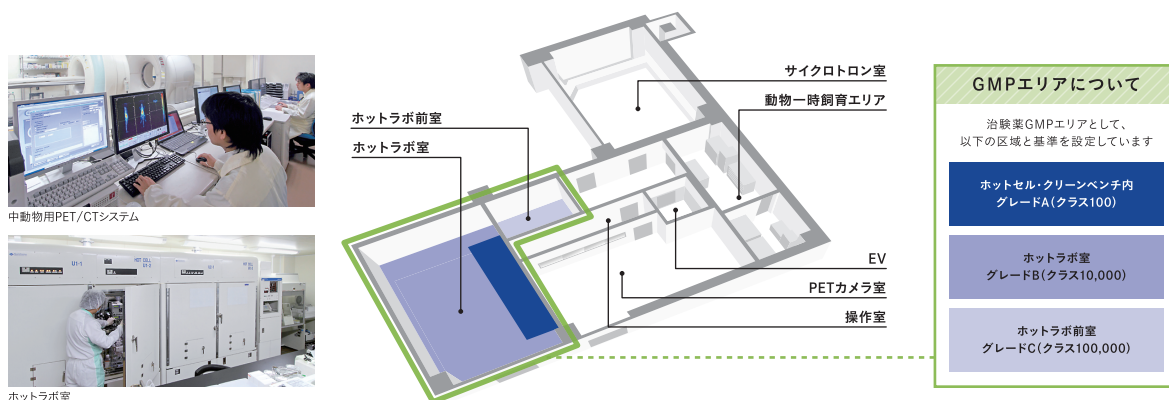 中動物用PET/CTシステム
U1-1
HOT CELL
ホットラボ室
ホットラボ前室
ホットラボ室
サイクロトロン室
動物一時飼育エリア
EV
PETカメラ室
操作室
GMPエリアについて
治験薬GMPエリアとして、
以下の区域と基準を設定しています
ホットセル・クリーンベンチ内
グレードA(クラス100)
ホットラボ室
グレードB(クラス10,000)
ホットラボ前室
グレードC(クラス100,000)